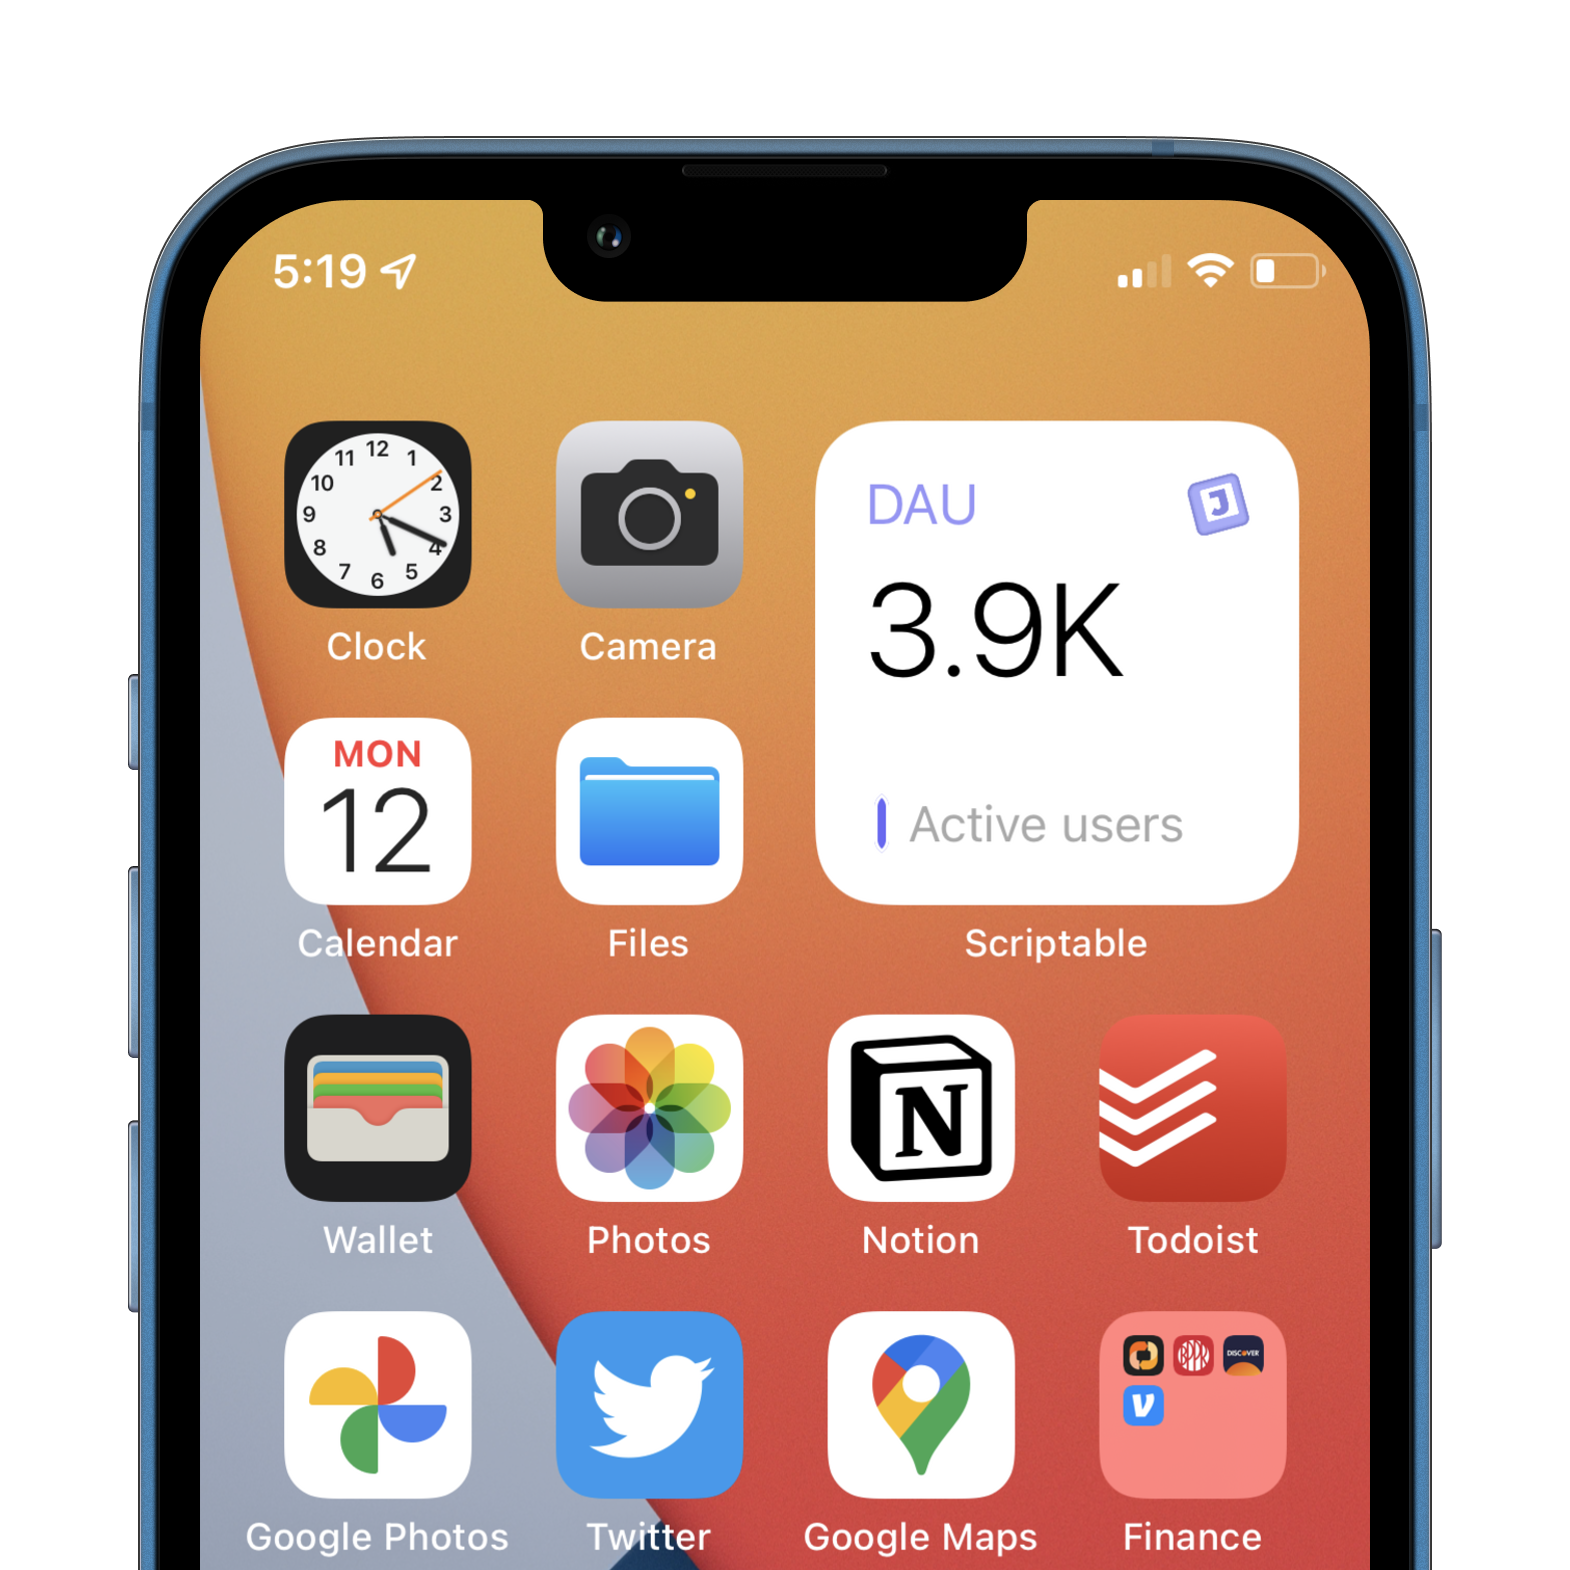 5:19
12
11 1
10 2
9 3
8 4
7 5
6
Clock
Camera
DAU
J
3.9K
Active users
Scriptable
MON
12
Calendar
Files
N
Wallet
Photos
Notion
Todoist
DISCOVER
V
Google Photos
Twitter
Google Maps
Finance